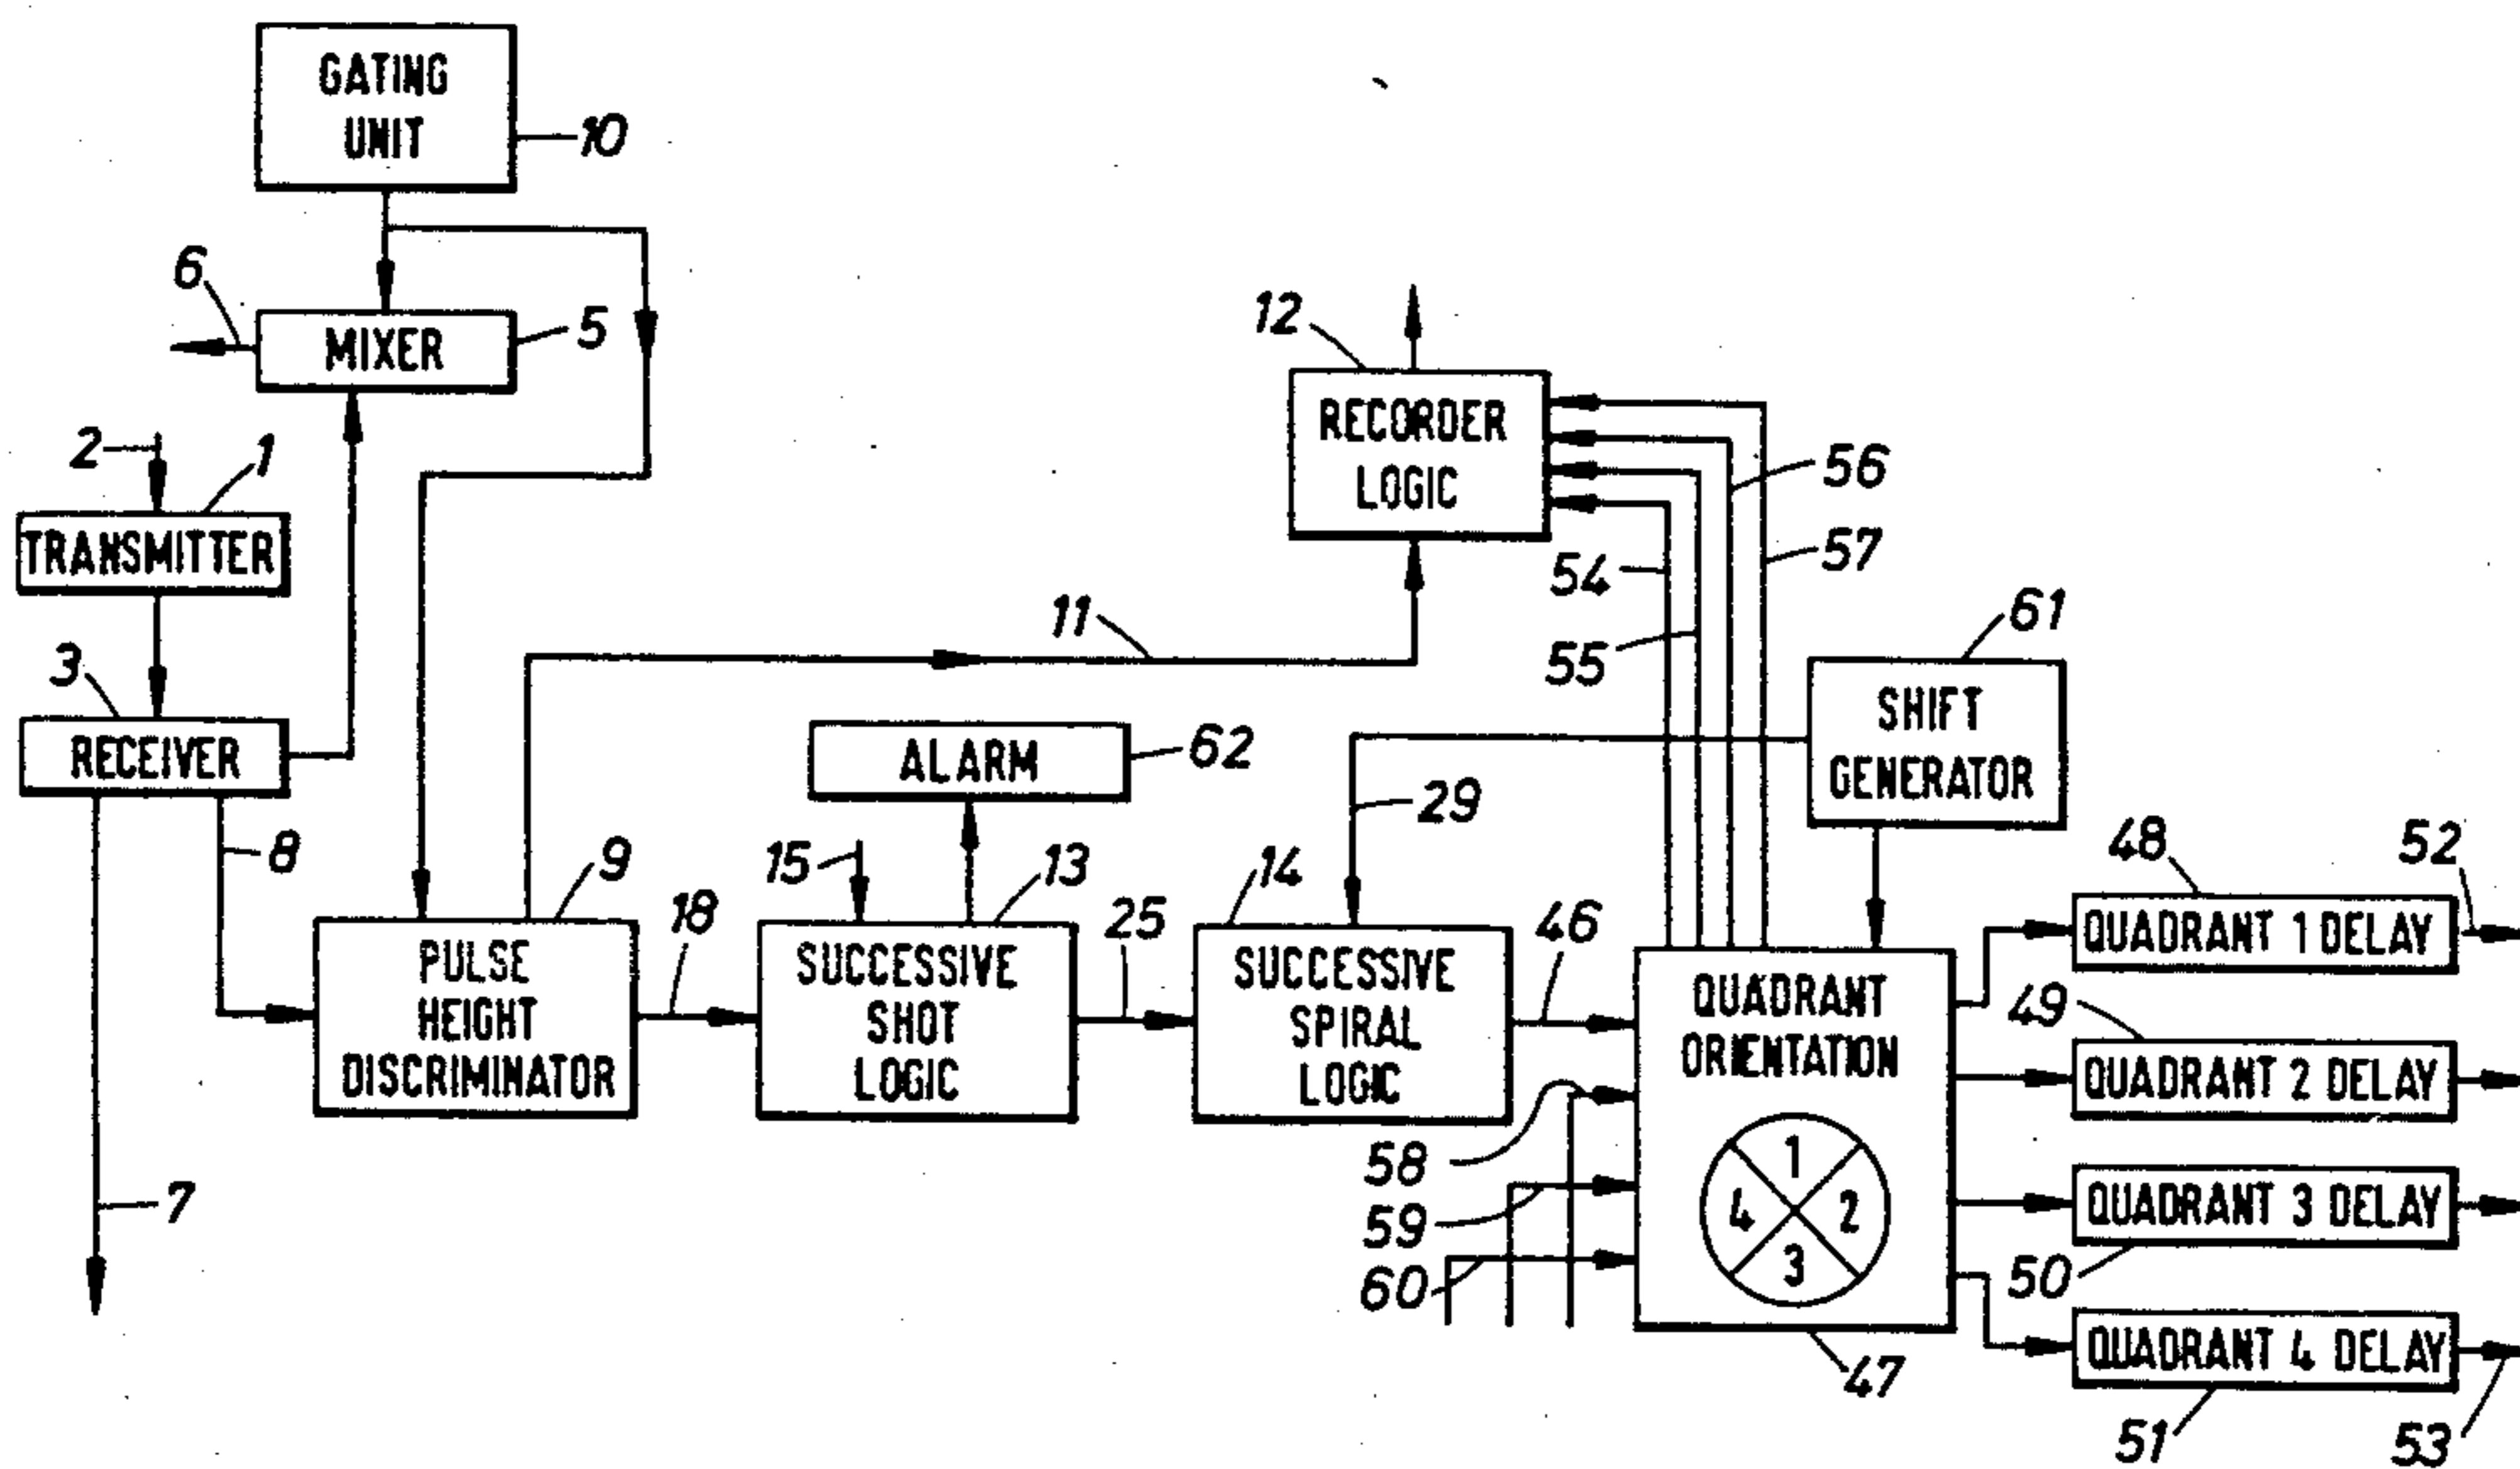 GATING
UNIT
10
6
MIXER
5
2
1
TRANSMITTER
3
RECEIVER
7
8
12
RECORDER
LOGIC
56
57
54
55
11
61
SHIFT
GENERATOR
ALARM
62
29
9
PULSE
HEIGHT
DISCRIMINATOR
18
15
13
SUCCESSIVE
SHOT
LOGIC
25
14
SUCCESSIVE
SPIRAL
LOGIC
46
58
59
60
QUADRANT
ORIENTATION
1
4 2
3
47
48
52
QUADRANT 1 DELAY
49
QUADRANT 2 DELAY
QUADRANT 3 DELAY
50
QUADRANT 4 DELAY
51
53